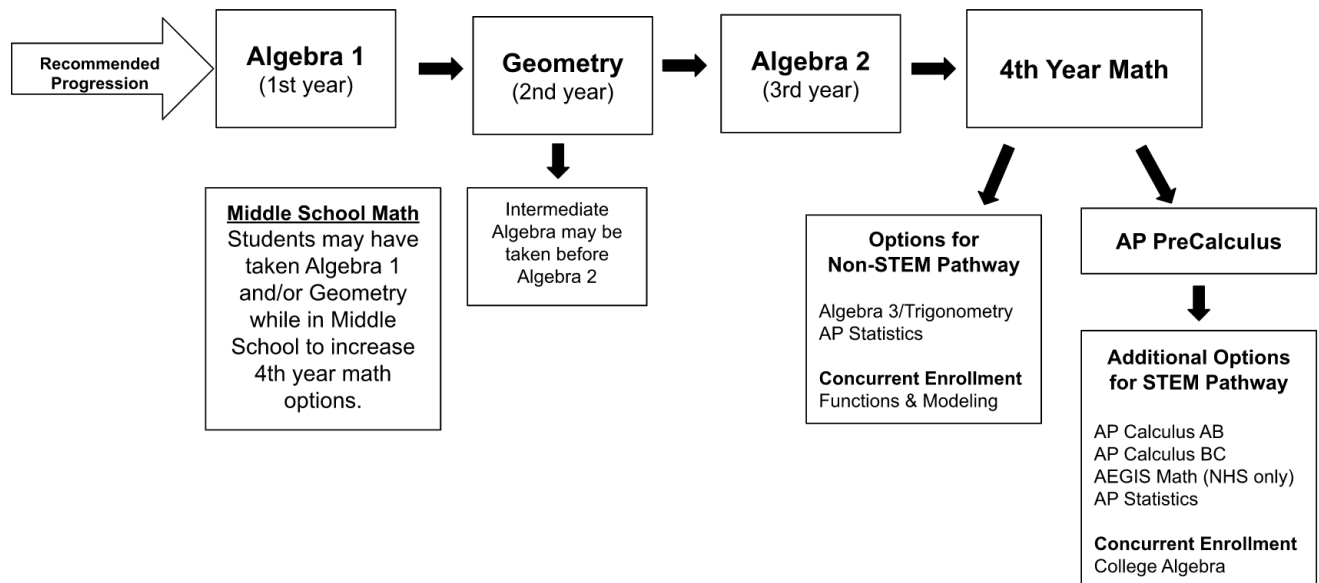 Recommended
Progression
Algebra 1
(1st year)
Geometry
(2nd year)
Algebra 2
(3rd year)
4th Year Math
Middle School Math
Students may have
taken Algebra 1
and/or Geometry
while in Middle
School to increase
4th year math
options.
Intermediate
Algebra may be
taken before
Algebra 2
Options for
Non-STEM Pathway
Algebra 3/Trigonometry
AP Statistics
Concurrent Enrollment
Functions & Modeling
AP PreCalculus
Additional Options
for STEM Pathway
AP Calculus AB
AP Calculus BC
AEGIS Math (NHS only)
AP Statistics
Concurrent Enrollment
College Algebra